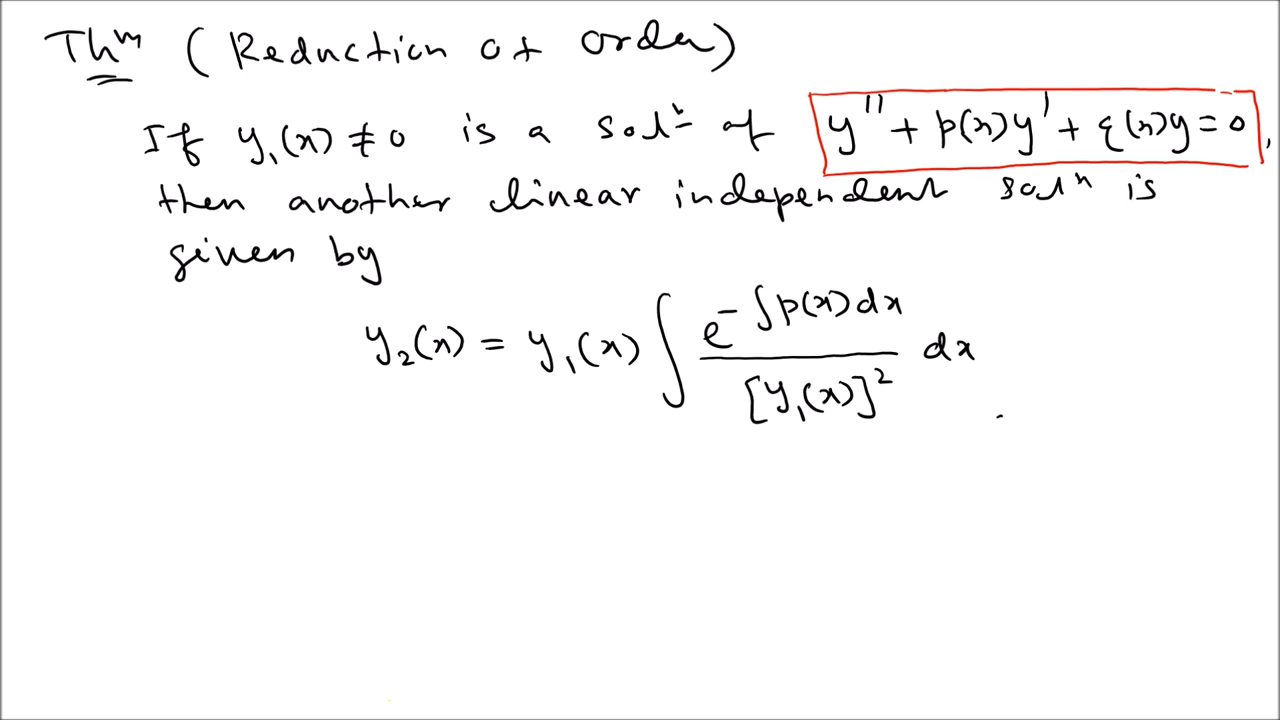 Thᵐ (Reduction of order)
If y₁(x) ≠ 0 is a solⁿ of y'' + p(x)y' + q(x)y = 0,
then another linear independent solⁿ is
given by
y₂(x) = y₁(x) ∫ e^{-∫p(x)dx} / [y₁(x)]² dx